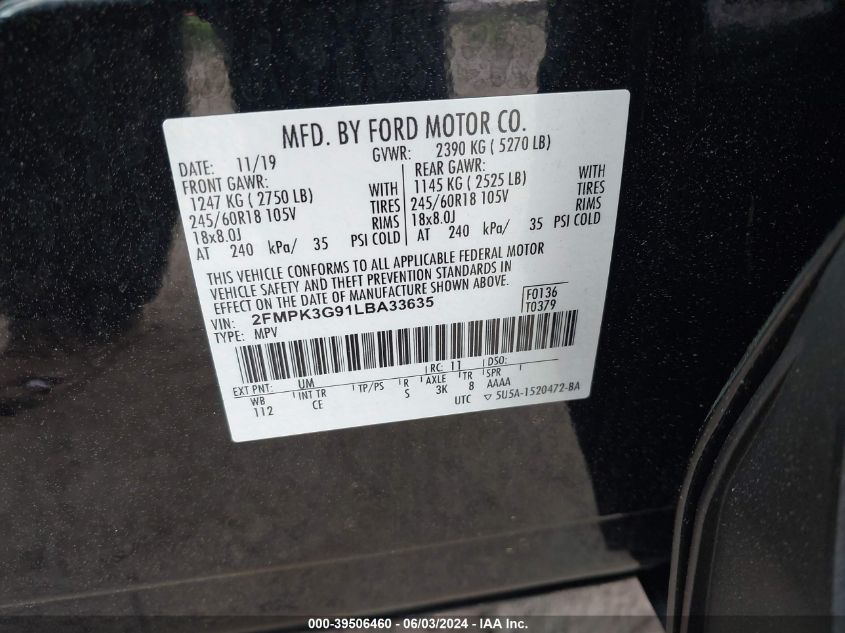 MFD. BY FORD MOTOR CO.
DATE: 11/19 GVWR: 2390 KG ( 5270 LB)
FRONT GAWR: REAR GAWR:
1247 KG ( 2750 LB) WITH 1145 KG ( 2525 LB) WITH
245/60R18 105V TIRES 245/60R18 105V TIRES
18x8.0J RIMS 18x8.0J RIMS
AT 240 kPa/ 35 PSI COLD AT 240 kPa/ 35 PSI COLD
THIS VEHICLE CONFORMS TO ALL APPLICABLE FEDERAL MOTOR
VEHICLE SAFETY AND THEFT PREVENTION STANDARDS IN
EFFECT ON THE DATE OF MANUFACTURE SHOWN ABOVE.
VIN: 2FMPK3G91LBA33635 F0136
TYPE: MPV T0379
EXT PNT: UM RC: 11 DSO:
WB INT TR TP/PS R AXLE TR SPR
112 CE S 3K 8 AAAA
UTC ▽ 5U5A-1520472-BA
000-39506460 - 06/03/2024 - IAA Inc.